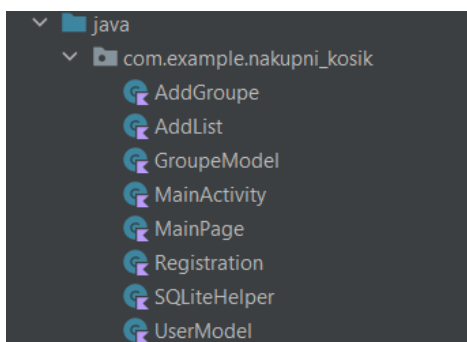 java
com.example.nakupni_kosik
AddGroupe
AddList
GroupeModel
MainActivity
MainPage
Registration
SQLiteHelper
UserModel